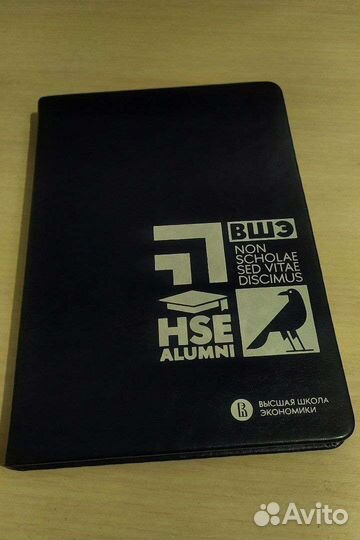 ВШЭ
NON
SCHOLAE
SED VITAE
DISCIMUS
HSE
ALUMNI
ВЫСШАЯ ШКОЛА
ЭКОНОМИКИ
Avito